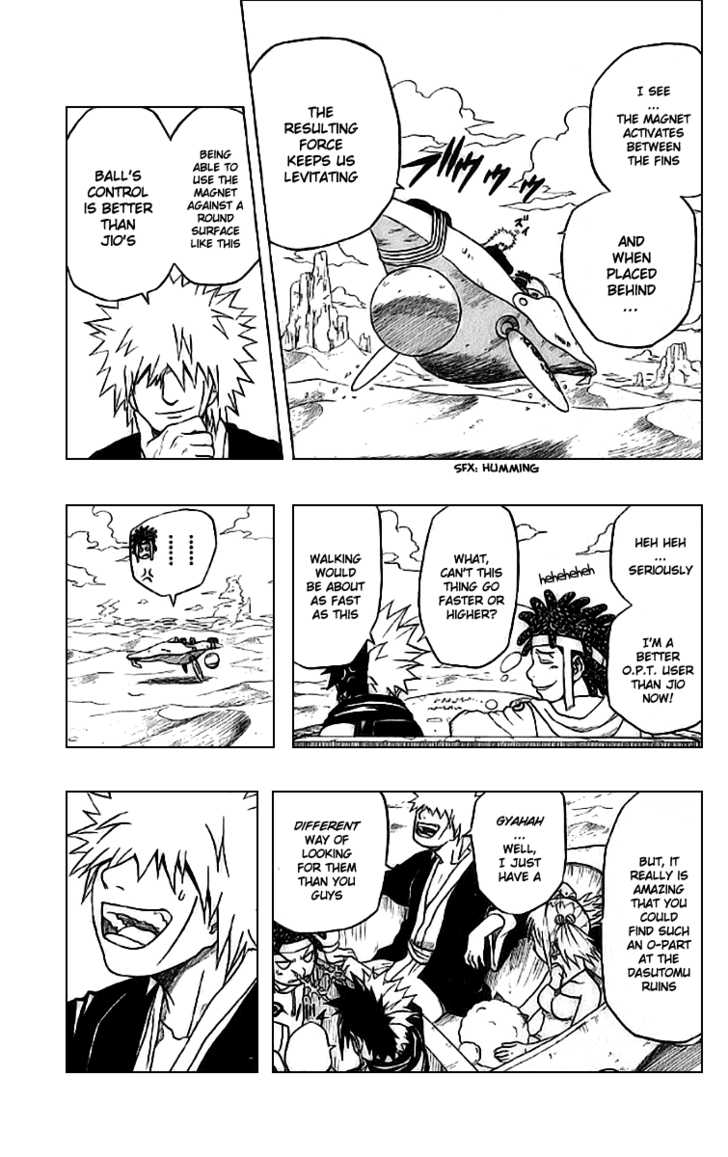 I SEE
...
THE MAGNET
ACTIVATES
BETWEEN
THE FINS
AND
WHEN
PLACED
BEHIND
...
THE
RESULTING
FORCE
KEEPS US
LEVITATING
ズイ
SFX: HUMMING
BEING
ABLE TO
USE THE
MAGNET
AGAINST A
ROUND
SURFACE
LIKE THIS
BALL'S
CONTROL
IS BETTER
THAN
JIO'S
HEH HEH
...
SERIOUSLY
I'M A
BETTER
O.P.T. USER
THAN JIO
NOW!
heheheheh
WHAT,
CAN'T THIS
THING GO
FASTER OR
HIGHER?
WALKING
WOULD
BE ABOUT
AS FAST
AS THIS
BUT, IT
REALLY IS
AMAZING
THAT YOU
COULD
FIND SUCH
AN O-PART
AT THE
DASUTOMU
RUINS
GYAHAH
...
WELL,
I JUST
HAVE A
DIFFERENT
WAY OF
LOOKING
FOR THEM
THAN YOU
GUYS